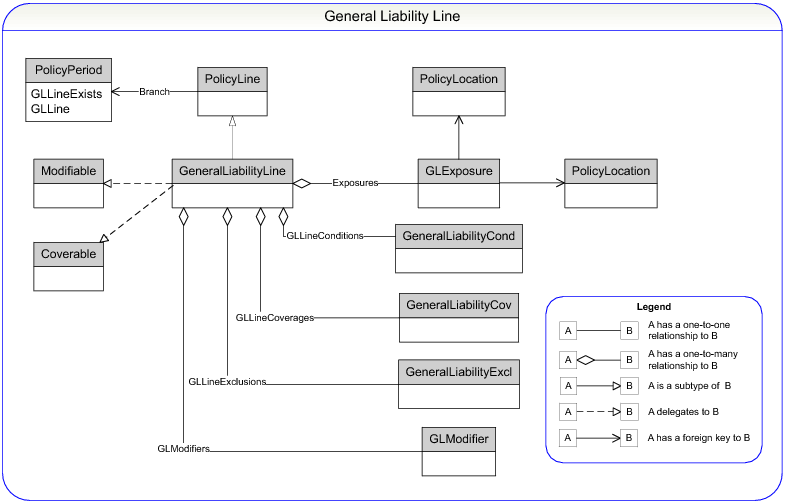 General Liability Line
PolicyPeriod
GLLineExists
GLLine
Branch
PolicyLine
PolicyLocation
Modifiable
GeneralLiabilityLine
Exposures
GLExposure
PolicyLocation
Coverable
GLLineConditions
GeneralLiabilityCond
GLLineCoverages
GeneralLiabilityCov
GLLineExclusions
GeneralLiabilityExcl
GLModifiers
GLModifier
Legend
A B A has a one-to-one
relationship to B
A B A has a one-to-many
relationship to B
A B A is a subtype of B
A B A delegates to B
A B A has a foreign key to B